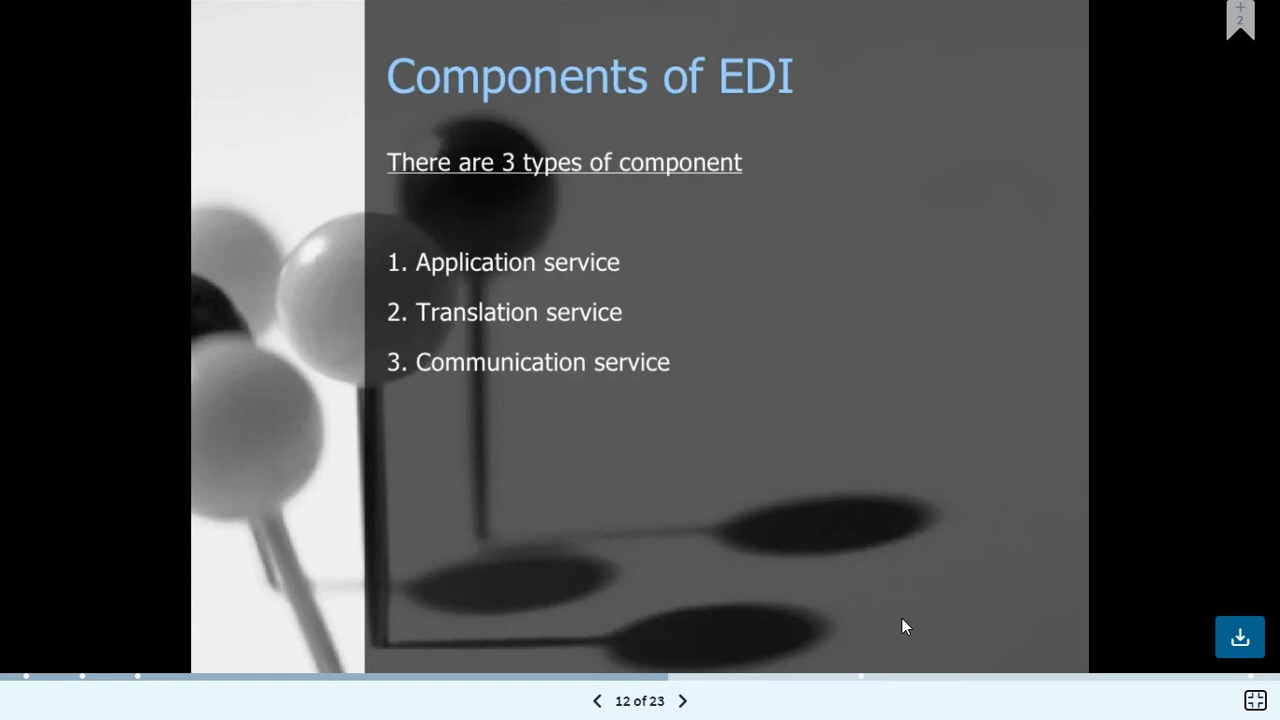 Components of EDI
There are 3 types of component
1. Application service
2. Translation service
3. Communication service
+
2
12 of 23